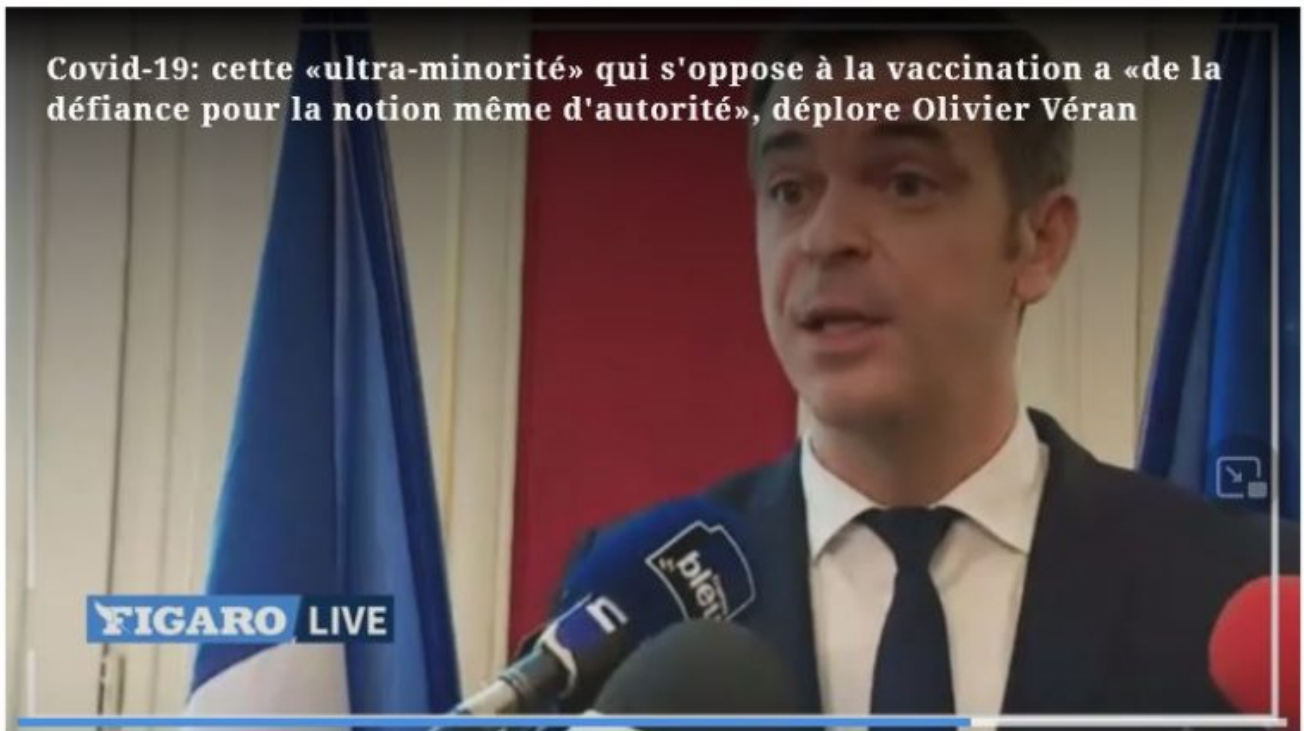 Covid-19: cette «ultra-minorité» qui s'oppose à la vaccination a «de la
défiance pour la notion même d'autorité», déplore Olivier Véran
bleu
FIGARO LIVE